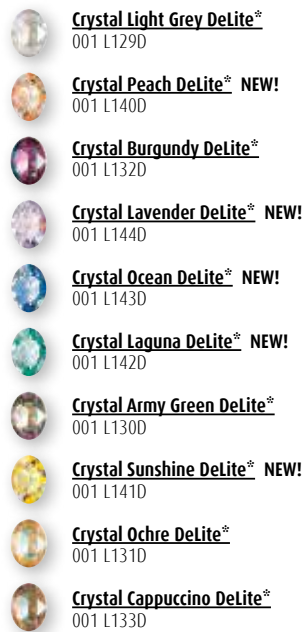 Crystal Light Grey DeLite*
001 L129D
Crystal Peach DeLite* NEW!
001 L140D
Crystal Burgundy DeLite*
001 L132D
Crystal Lavender DeLite* NEW!
001 L144D
Crystal Ocean DeLite* NEW!
001 L143D
Crystal Laguna DeLite* NEW!
001 L142D
Crystal Army Green DeLite*
001 L130D
Crystal Sunshine DeLite* NEW!
001 L141D
Crystal Ochre DeLite*
001 L131D
Crystal Cappuccino DeLite*
001 L133D